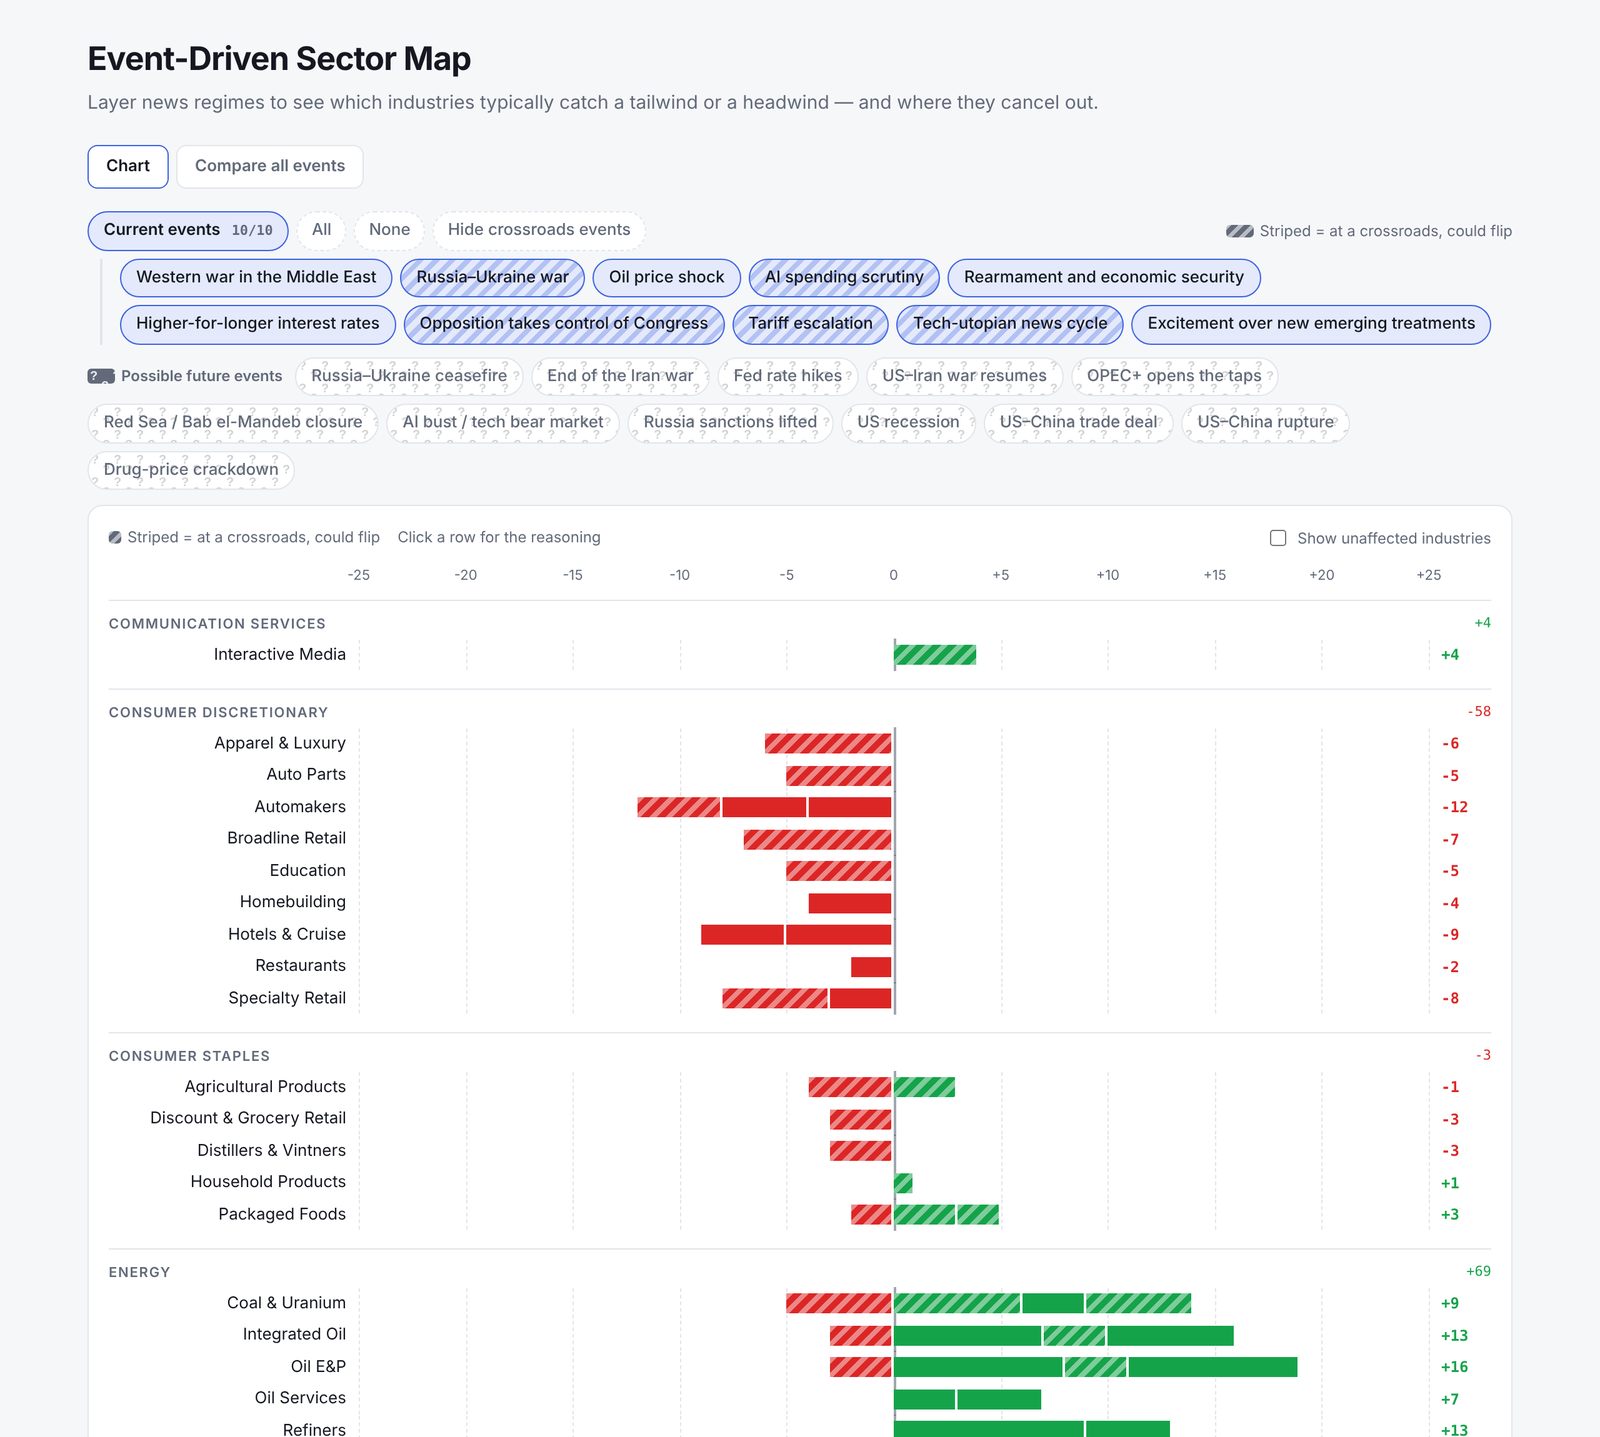 Event-Driven Sector Map
Layer news regimes to see which industries typically catch a tailwind or a headwind — and where they cancel out.
Chart Compare all events
Current events 10/10 All None Hide crossroads events Striped = at a crossroads, could flip
Western war in the Middle East Russia–Ukraine war Oil price shock AI spending scrutiny Rearmament and economic security
Higher-for-longer interest rates Opposition takes control of Congress Tariff escalation Tech-utopian news cycle Excitement over new emerging treatments
Possible future events Russia–Ukraine ceasefire End of the Iran war Fed rate hikes US–Iran war resumes OPEC+ opens the taps
Red Sea / Bab el-Mandeb closure AI bust / tech bear market Russia sanctions lifted US recession US–China trade deal US–China rupture
Drug-price crackdown
Striped = at a crossroads, could flip Click a row for the reasoning Show unaffected industries
-25 -20 -15 -10 -5 0 +5 +10 +15 +20 +25
COMMUNICATION SERVICES +4
Interactive Media +4
CONSUMER DISCRETIONARY -58
Apparel & Luxury -6
Auto Parts -5
Automakers -12
Broadline Retail -7
Education -5
Homebuilding -4
Hotels & Cruise -9
Restaurants -2
Specialty Retail -8
CONSUMER STAPLES -3
Agricultural Products -1
Discount & Grocery Retail -3
Distillers & Vintners -3
Household Products +1
Packaged Foods +3
ENERGY +69
Coal & Uranium +9
Integrated Oil +13
Oil E&P +16
Oil Services +7
Refiners +13